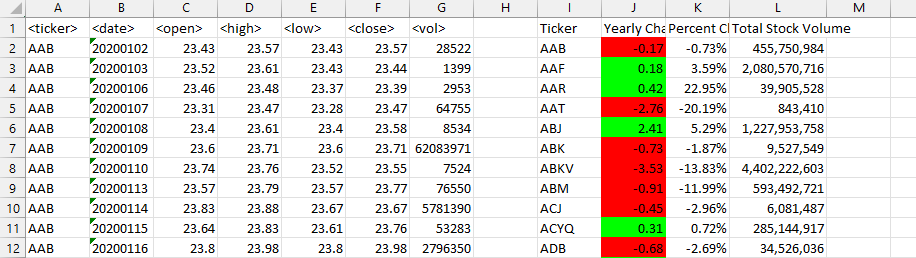 A B C D E F G H I J K L M
1 <ticker> <date> <open> <high> <low> <close> <vol> Ticker Yearly Cha Percent Cl Total Stock Volume
2 AAB 20200102 23.43 23.57 23.43 23.57 28522 AAB -0.17 -0.73% 455,750,984
3 AAB 20200103 23.52 23.61 23.43 23.44 1399 AAF 0.18 3.59% 2,080,570,716
4 AAB 20200106 23.46 23.48 23.37 23.39 2953 AAR 0.42 22.95% 39,905,528
5 AAB 20200107 23.31 23.47 23.28 23.47 64755 AAT -2.76 -20.19% 843,410
6 AAB 20200108 23.4 23.61 23.4 23.58 8534 ABJ 2.41 5.29% 1,227,953,758
7 AAB 20200109 23.6 23.71 23.6 23.71 62083971 ABK -0.73 -1.87% 9,527,549
8 AAB 20200110 23.74 23.76 23.52 23.55 7524 ABKV -3.53 -13.83% 4,402,222,603
9 AAB 20200113 23.57 23.79 23.57 23.77 76550 ABM -0.91 -11.99% 593,492,721
10 AAB 20200114 23.83 23.88 23.67 23.67 5781390 ACJ -0.45 -2.96% 6,081,487
11 AAB 20200115 23.64 23.83 23.61 23.76 53283 ACYQ 0.31 0.72% 285,144,917
12 AAB 20200116 23.8 23.98 23.8 23.98 2796350 ADB -0.68 -2.69% 34,526,036